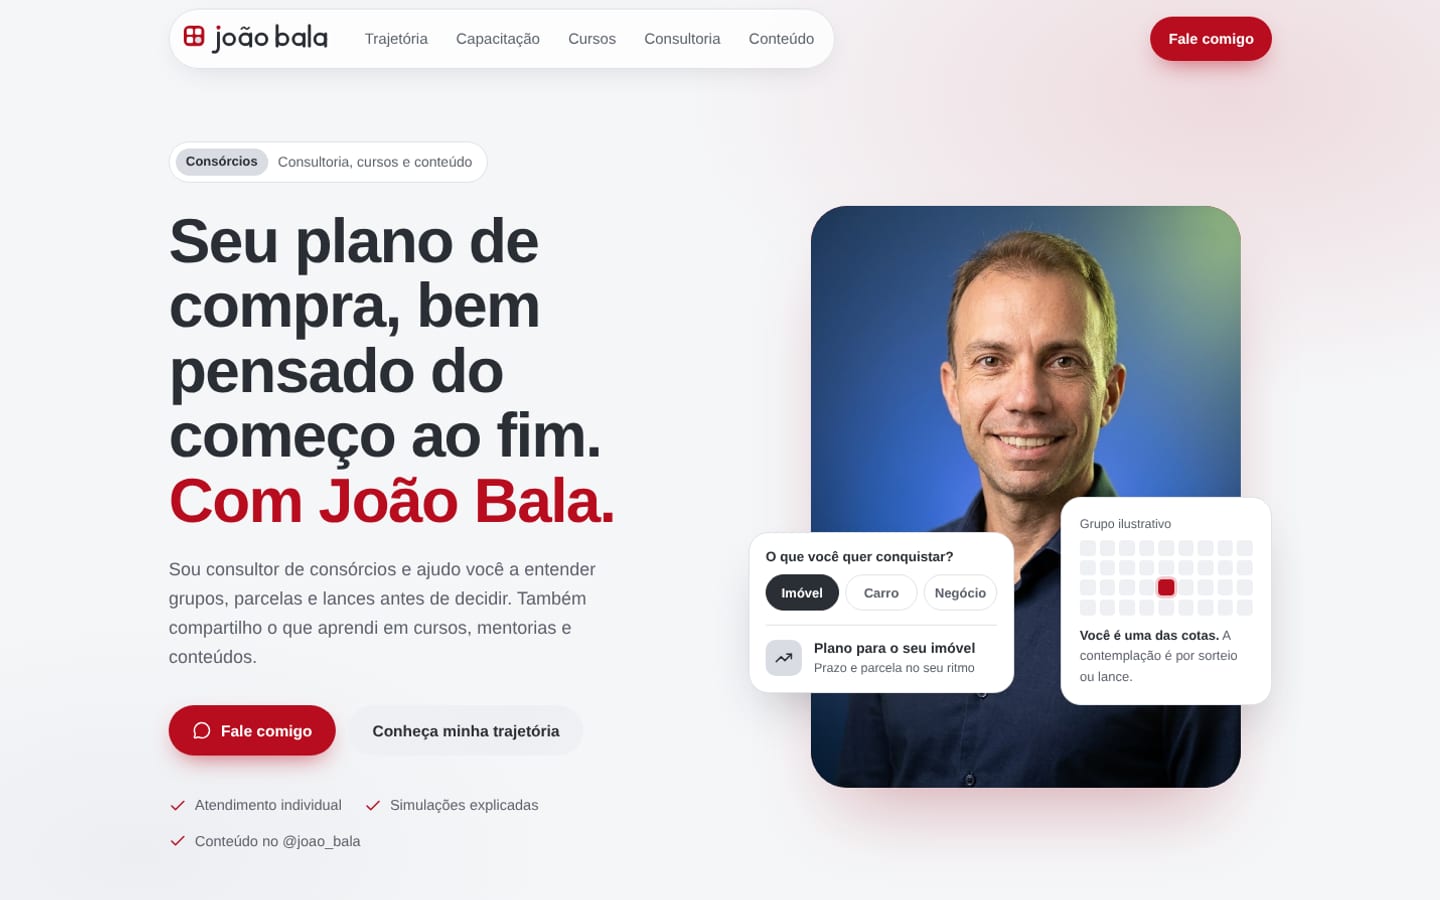 joão bala
Trajetória
Capacitação
Cursos
Consultoria
Conteúdo
Fale comigo
Consórcios
Consultoria, cursos e conteúdo
Seu plano de
compra, bem
pensado do
começo ao fim.
Com João Bala.
Sou consultor de consórcios e ajudo você a entender
grupos, parcelas e lances antes de decidir. Também
compartilho o que aprendi em cursos, mentorias e
conteúdos.
Fale comigo
Conheça minha trajetória
Atendimento individual
Simulações explicadas
Conteúdo no @joao_bala
O que você quer conquistar?
Imóvel
Carro
Negócio
Plano para o seu imóvel
Prazo e parcela no seu ritmo
Grupo ilustrativo
Você é uma das cotas. A
contemplação é por sorteio
ou lance.